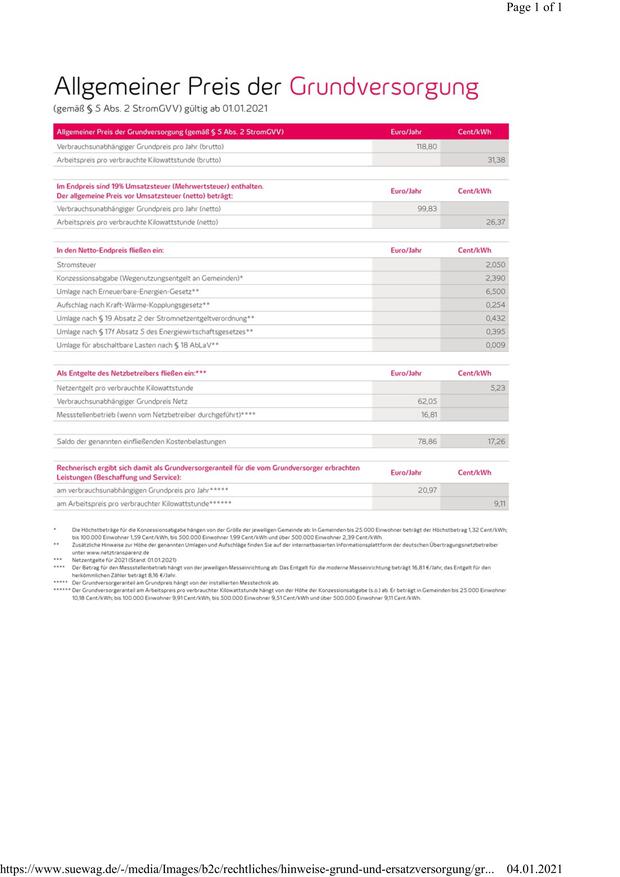 Page 1 of 1
Allgemeiner Preis der Grundversorgung
(gemäß § 5 Abs. 2 StromGVV) gültig ab 01.01.2021
Allgemeiner Preis der Grundversorgung (gemäß § 5 Abs. 2 StromGVV) Euro/Jahr Cent/kWh
Verbrauchsunabhängiger Grundpreis pro Jahr (brutto) 118,80
Arbeitspreis pro verbrauchte Kilowattstunde (brutto) 31,38
Im Endpreis sind 19% Umsatzsteuer (Mehrwertsteuer) enthalten.
Der allgemeine Preis vor Umsatzsteuer (netto) beträgt: Euro/Jahr Cent/kWh
Verbrauchsunabhängiger Grundpreis pro Jahr (netto) 99,83
Arbeitspreis pro verbrauchte Kilowattstunde (netto) 26,37
In den Netto-Endpreis fließen ein: Euro/Jahr Cent/kWh
Stromsteuer 2,050
Konzessionsabgabe (Wegenutzungsentgelt an Gemeinden)* 2,390
Umlage nach Erneuerbare-Energien-Gesetz** 6,500
Aufschlag nach Kraft-Wärme-Kopplungsgesetz** 0,254
Umlage nach § 19 Absatz 2 der Stromnetzentgeltverordnung** 0,432
Umlage nach § 17f Absatz 5 des Energiewirtschaftsgesetzes** 0,395
Umlage für abschaltbare Lasten nach § 18 AbLaV** 0,009
Als Entgelte des Netzbetreibers fließen ein:*** Euro/Jahr Cent/kWh
Netzentgelt pro verbrauchte Kilowattstunde 5,23
Verbrauchsunabhängiger Grundpreis Netz 62,05
Messstellenbetrieb (wenn vom Netzbetreiber durchgeführt)**** 16,81
Saldo der genannten einfließenden Kostenbelastungen 78,86 17,26
Rechnerisch ergibt sich damit als Grundversorgeranteil für die vom Grundversorger erbrachten
Leistungen (Beschaffung und Service): Euro/Jahr Cent/kWh
am verbrauchsunabhängigen Grundpreis pro Jahr***** 20,97
am Arbeitspreis pro verbrauchter Kilowattstunde****** 9,11
* Die Höchstbeträge für die Konzessionsabgabe hängen von der Größe der jeweiligen Gemeinde ab: In Gemeinden bis 25.000 Einwohner beträgt der Höchstbetrag 1,32 Cent/kWh;
bis 100.000 Einwohner 1,59 Cent/kWh, bis 500.000 Einwohner 1,99 Cent/kWh und über 500.000 Einwohner 2,39 Cent/kWh.
** Zusätzliche Hinweise zur Höhe der genannten Umlagen und Aufschläge finden Sie auf der internetbasierten Informationsplattform der deutschen Übertragungsnetzbetreiber
unter www.netztransparenz.de
*** Netzentgelte für 2021 (Stand: 01.01.2021)
**** Der Betrag für den Messstellenbetrieb hängt von der jeweiligen Messeinrichtung ab: Das Entgelt für die moderne Messeinrichtung beträgt 16,81 €/Jahr, das Entgelt für den
herkömmlichen Zähler beträgt 8,16 €/Jahr.
***** Der Grundversorgeranteil am Grundpreis hängt von der installierten Messtechnik ab.
****** Der Grundversorgeranteil am Arbeitspreis pro verbrauchter Kilowattstunde hängt von der Höhe der Konzessionsabgabe (s.o.) ab. Er beträgt in Gemeinden bis 25.000 Einwohner
10,18 Cent/kWh; bis 100.000 Einwohner 9,91 Cent/kWh, bis 500.000 Einwohner 9,51 Cent/kWh und über 500.000 Einwohner 9,11 Cent/kWh.
https://www.suewag.de/-/media/Images/b2c/rechtliches/hinweise-grund-und-ersatzversorgung/gr... 04.01.2021